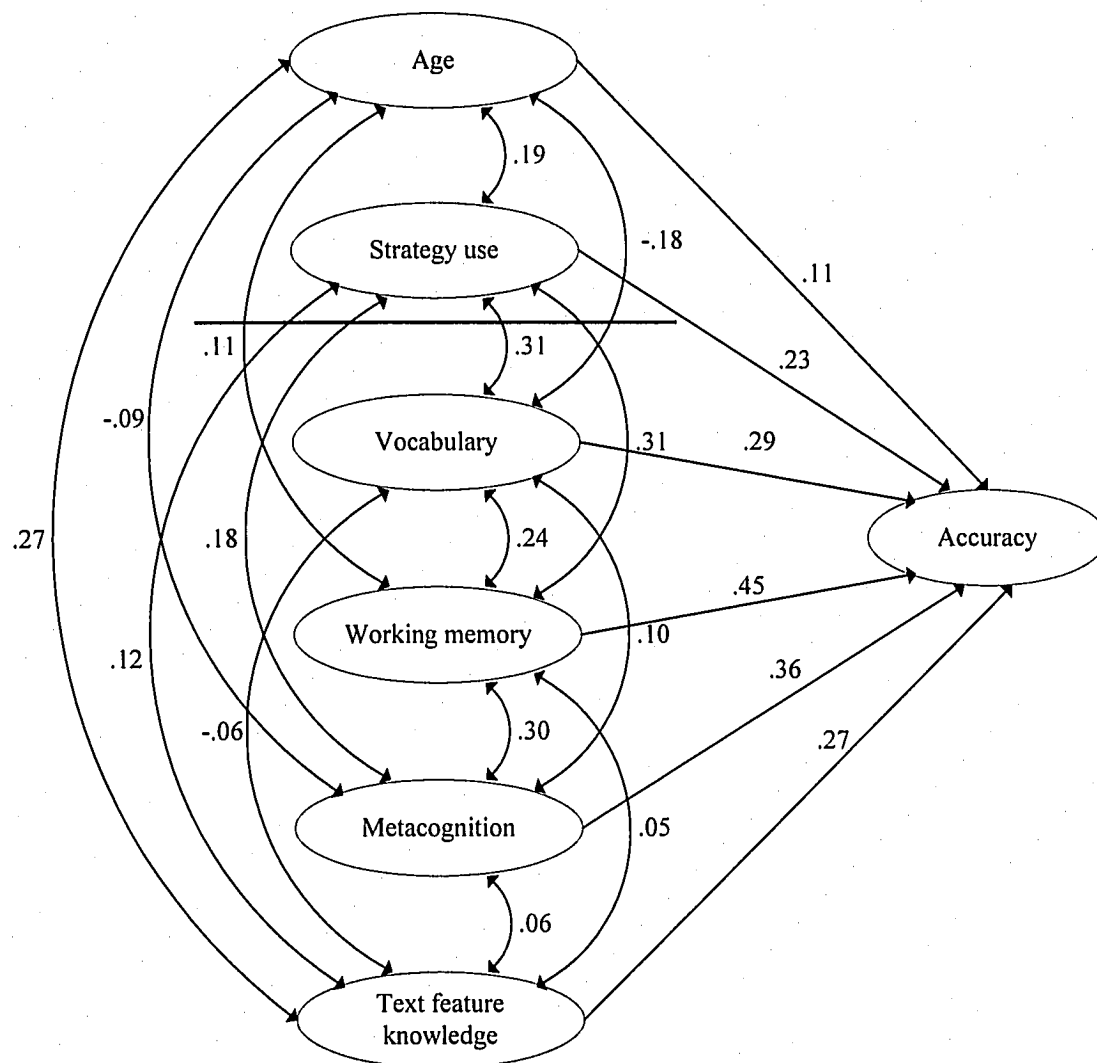 Age
.19
Strategy use
-.18
.11
.11
.31
.23
-.09
Vocabulary
.31
.29
.27
.18
.24
Accuracy
.45
Working memory
.12
.10
.36
-.06
.30
.27
Metacognition
.05
.06
Text feature
knowledge